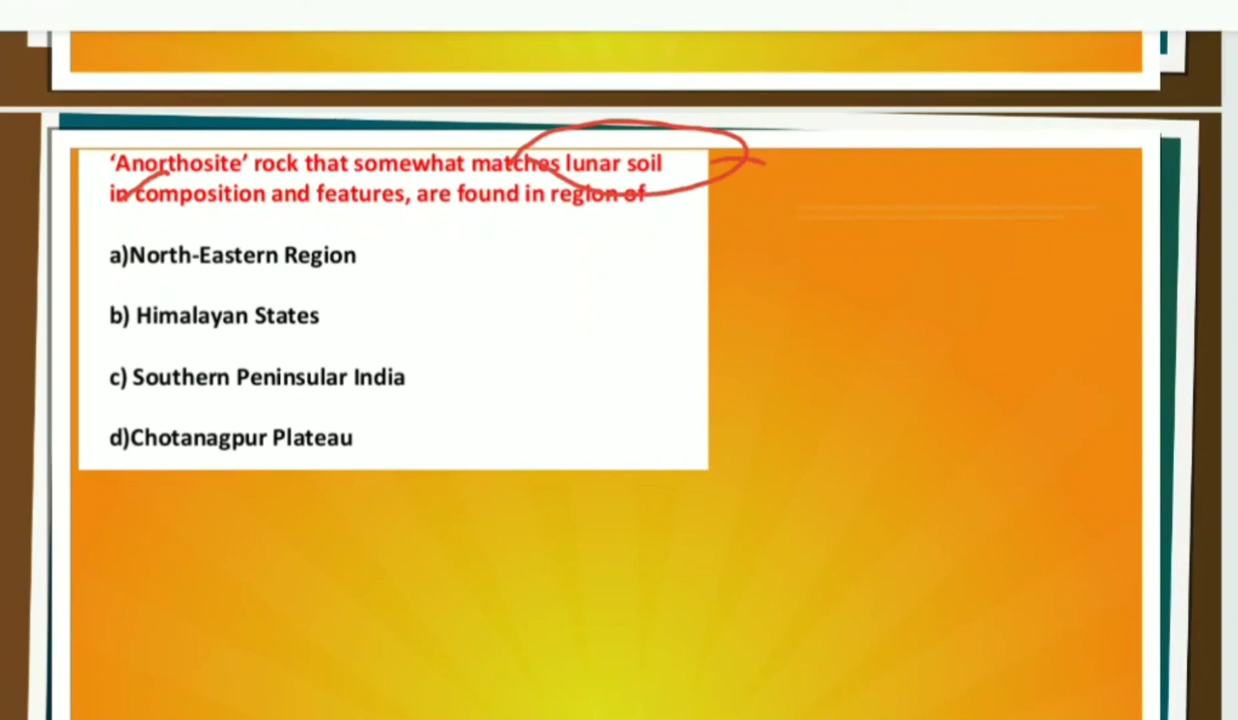 ‘Anorthosite’ rock that somewhat matches lunar soil
in composition and features, are found in region of
a)North-Eastern Region
b) Himalayan States
c) Southern Peninsular India
d)Chotanagpur Plateau